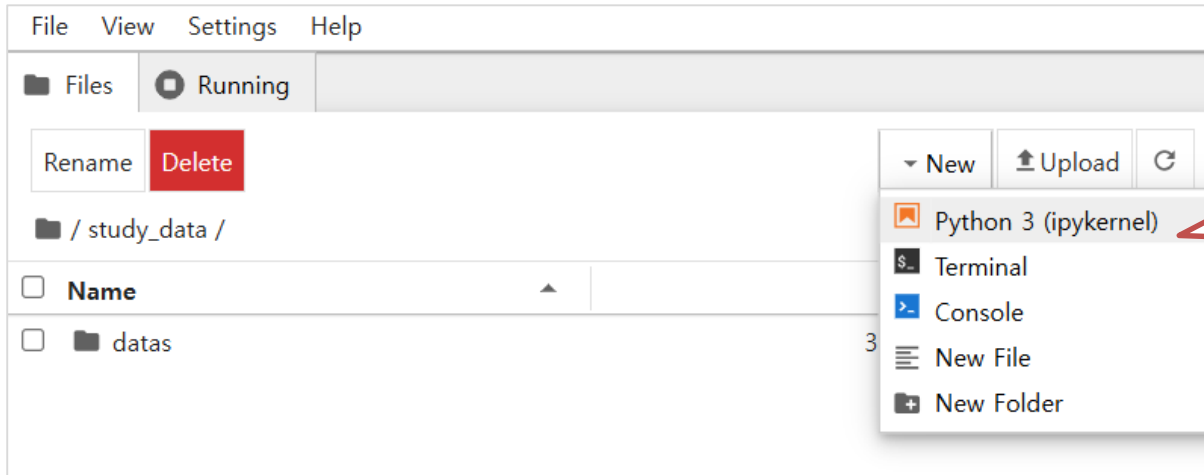 File View Settings Help
Files Running
Rename Delete New Upload
/ study_data /
Python 3 (ipykernel)
$_ Terminal
Name
Console
datas 3
New File
New Folder